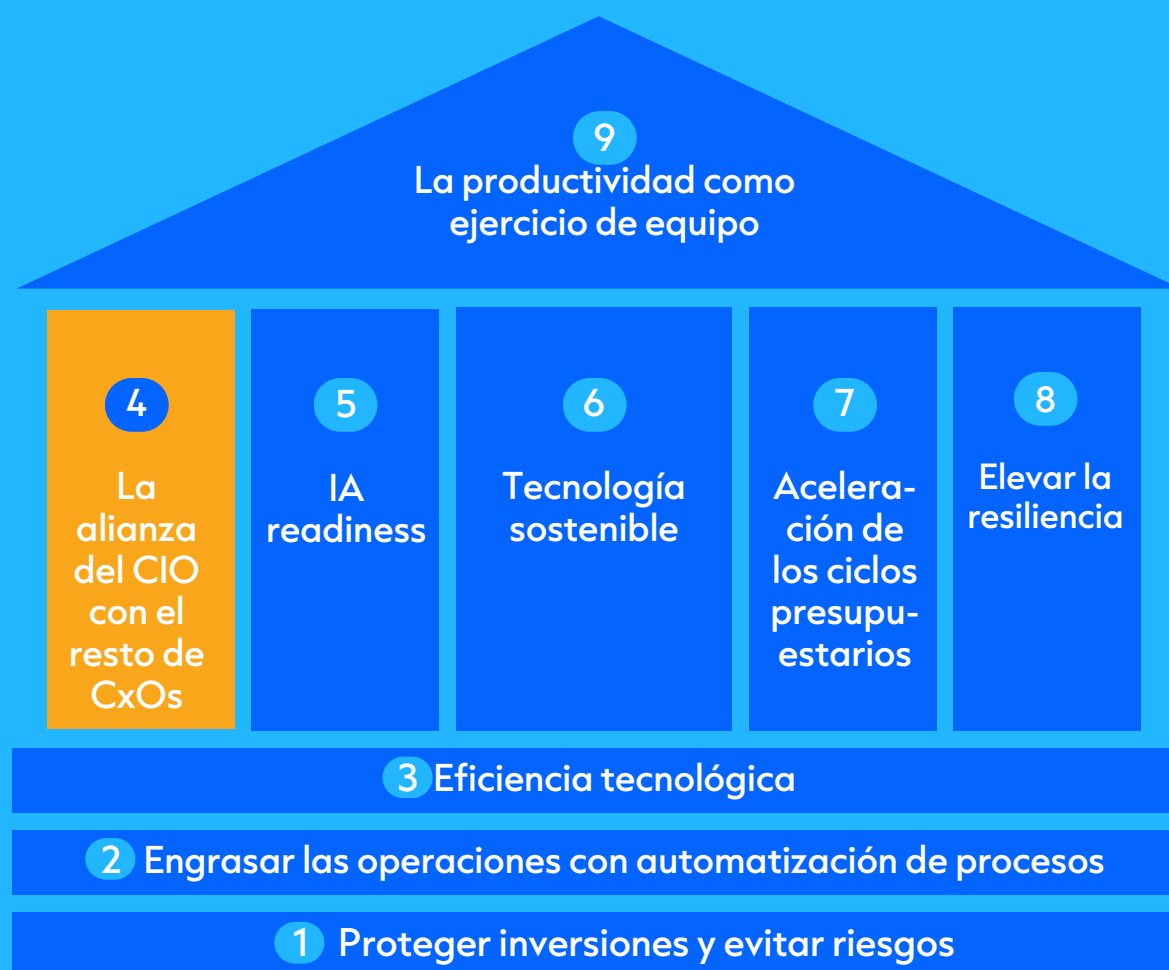 9
La productividad como
ejercicio de equipo
4
La
alianza
del CIO
con el
resto de
CxOs
5
IA
readiness
6
Tecnología
sostenible
7
Acelera-
ción de
los ciclos
presupu-
estarios
8
Elevar la
resiliencia
3 Eficiencia tecnológica
2 Engrasar las operaciones con automatización de procesos
1 Proteger inversiones y evitar riesgos